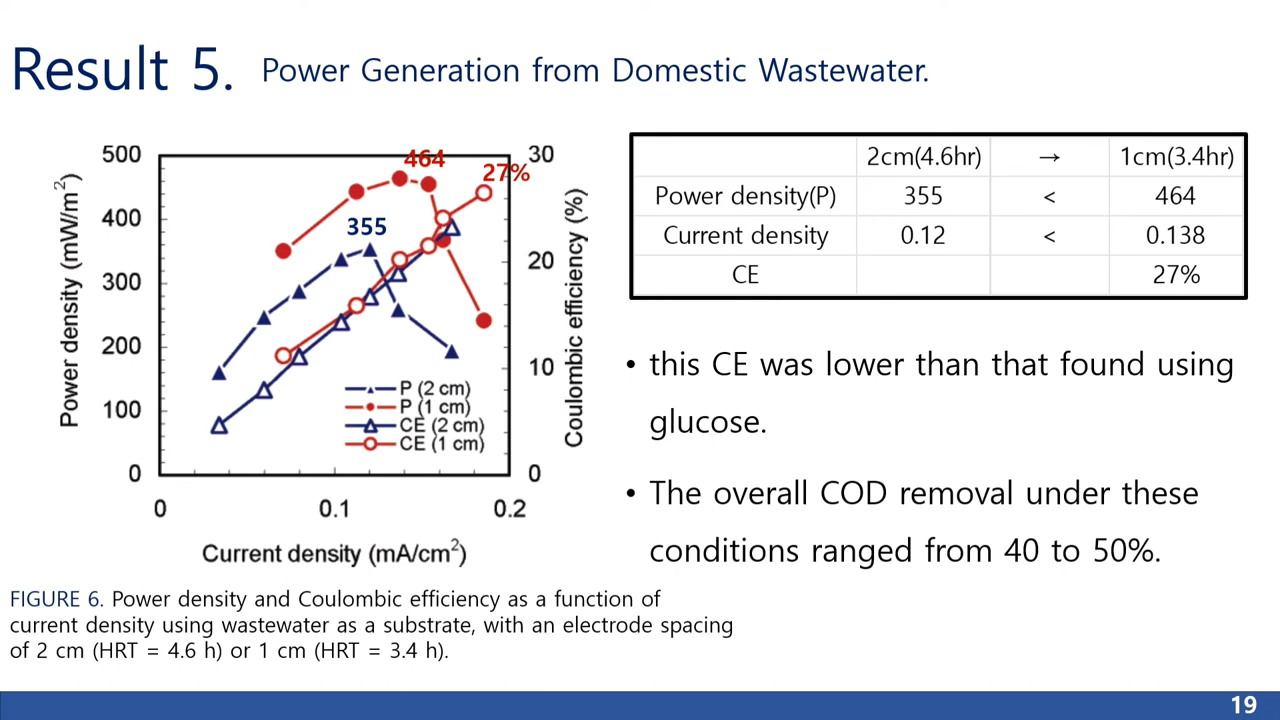 Result 5. Power Generation from Domestic Wastewater.
500
400
300
200
100
0
Power density (mW/m²)
464
27%
355
30
20
10
0
Coulombic efficiency (%)
P (2 cm)
P (1 cm)
CE (2 cm)
CE (1 cm)
0 0.1 0.2
Current density (mA/cm²)
FIGURE 6. Power density and Coulombic efficiency as a function of
current density using wastewater as a substrate, with an electrode spacing
of 2 cm (HRT = 4.6 h) or 1 cm (HRT = 3.4 h).
2cm(4.6hr) → 1cm(3.4hr)
Power density(P) 355 < 464
Current density 0.12 < 0.138
CE 27%
• this CE was lower than that found using
glucose.
• The overall COD removal under these
conditions ranged from 40 to 50%.
19